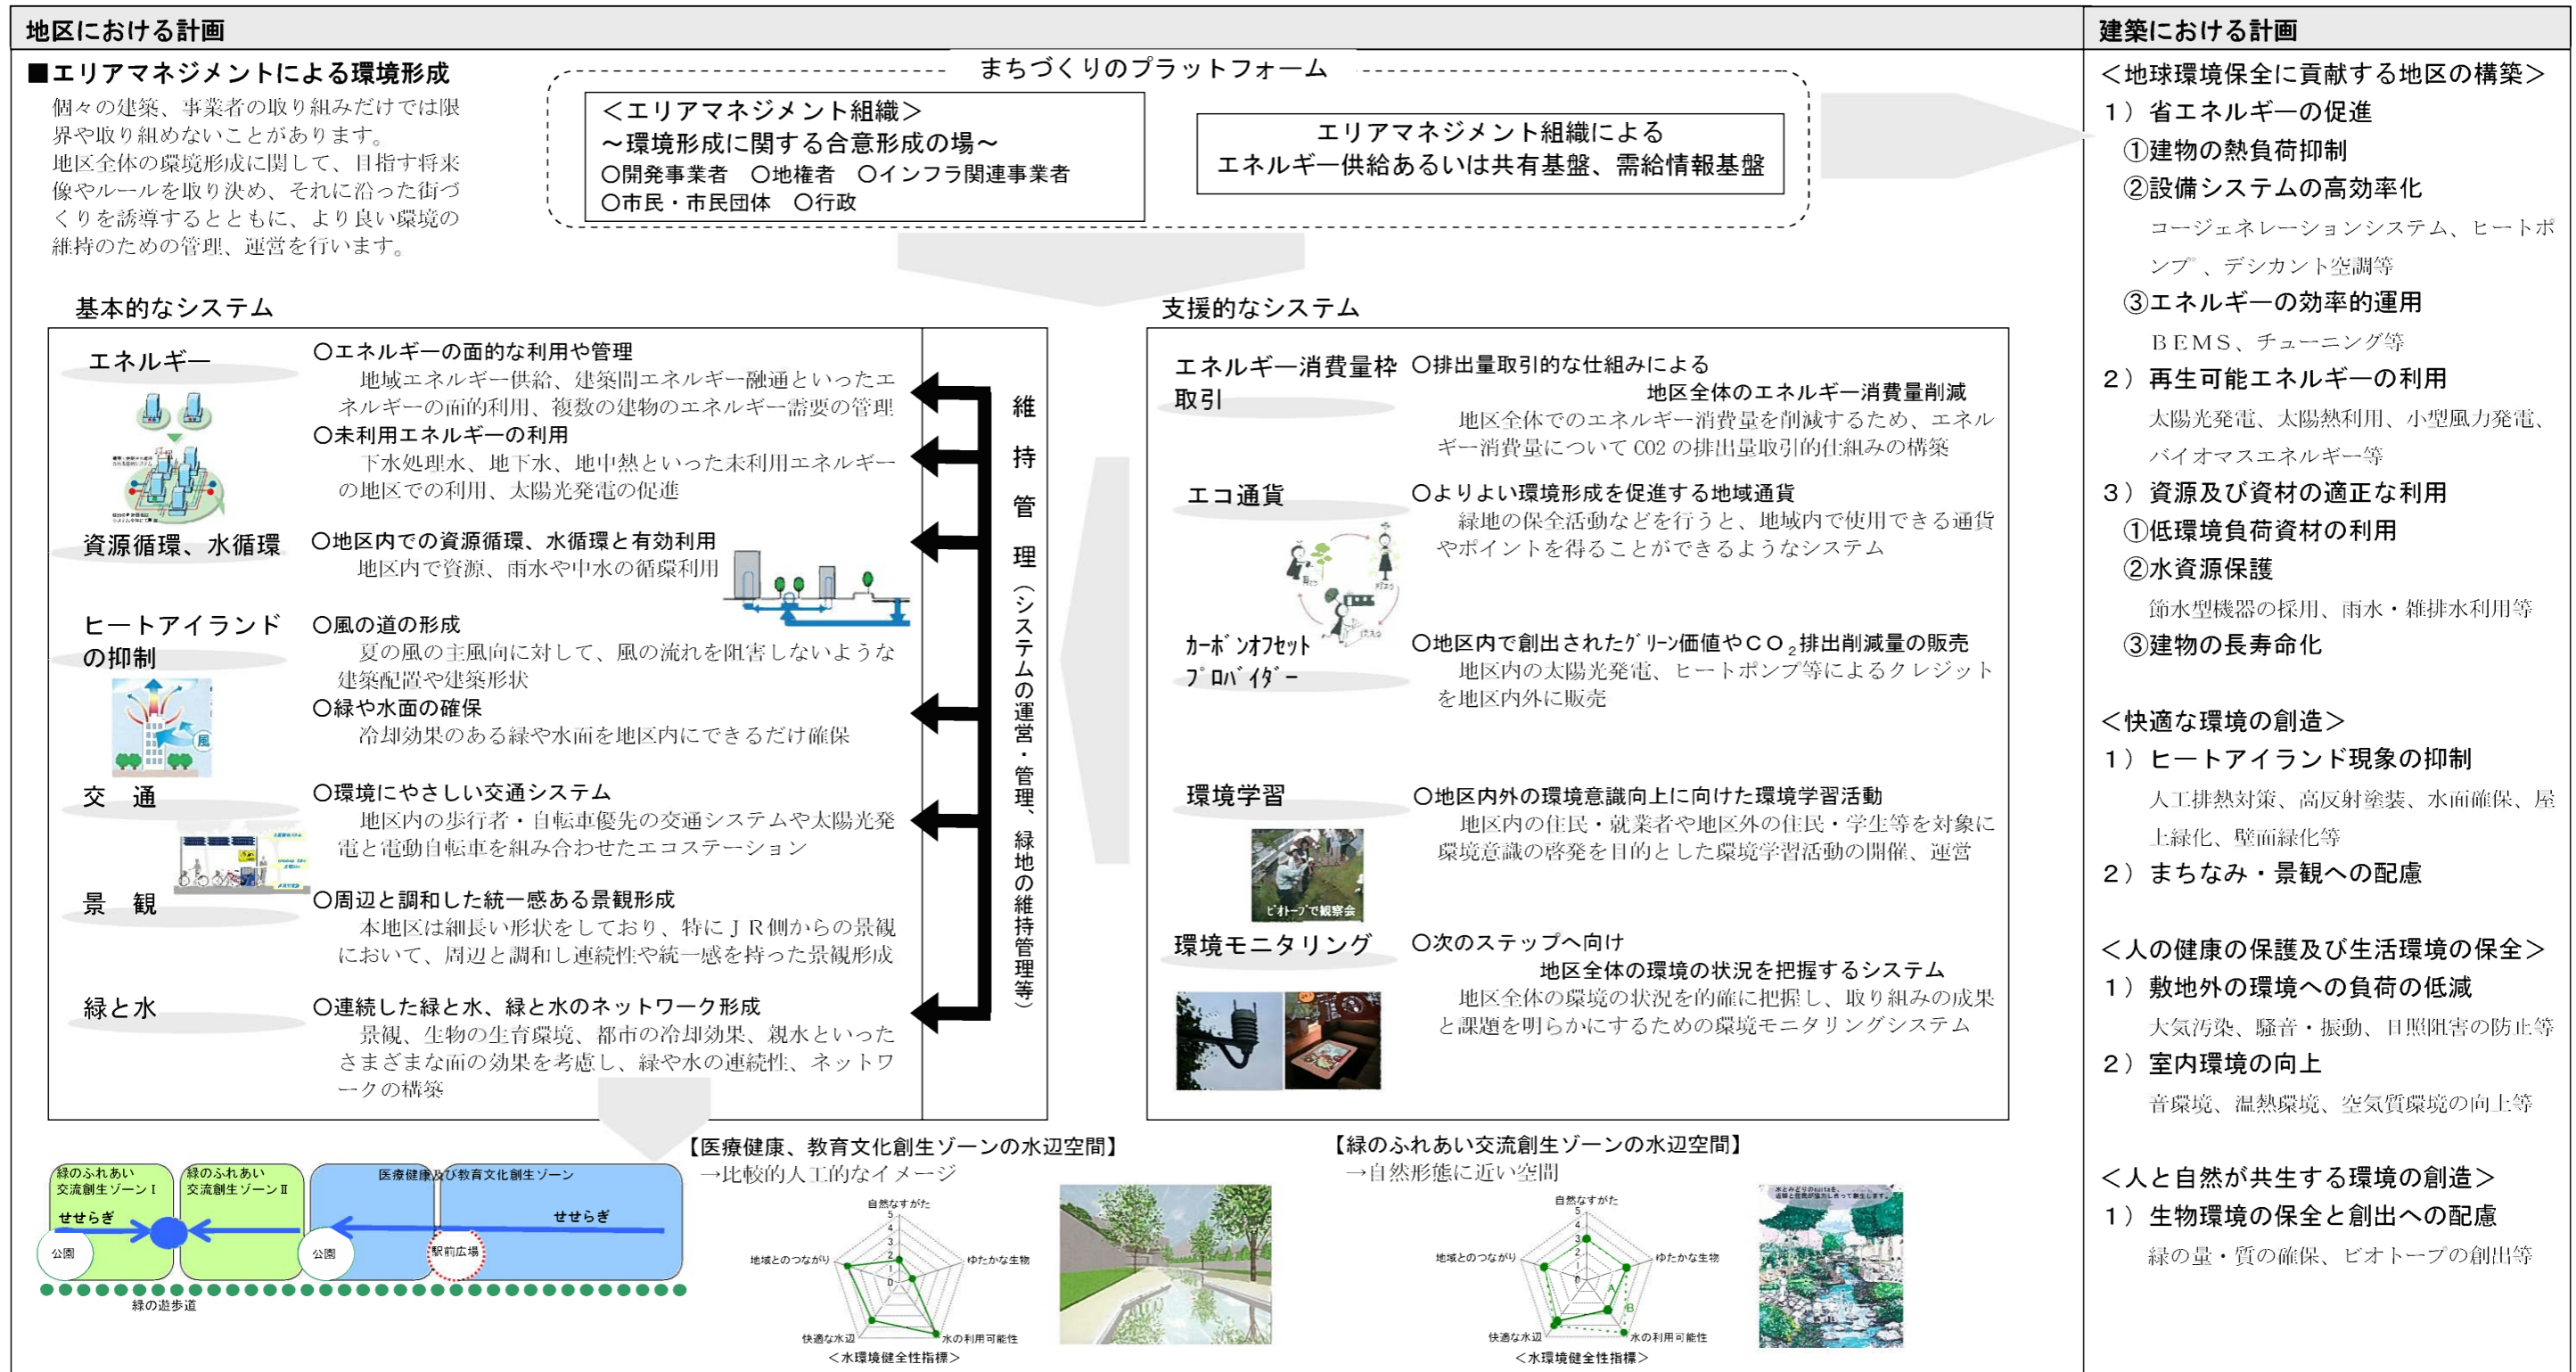 地区における計画
■エリアマネジメントによる環境形成
個々の建築、事業者の取り組みだけでは限
界や取り組めないことがあります。
地区全体の環境形成に関して、目指す将来
像やルールを取り決め、それに沿った街づ
くりを誘導するとともに、より良い環境の
維持のための管理、運営を行います。
まちづくりのプラットフォーム
＜エリアマネジメント組織＞
～環境形成に関する合意形成の場～
○開発事業者　○地権者　○インフラ関連事業者
○市民・市民団体　○行政
エリアマネジメント組織による
エネルギー供給あるいは共有基盤、需給情報基盤
基本的なシステム
エネルギー
○エネルギーの面的な利用や管理
地域エネルギー供給、建築間エネルギー融通といったエ
ネルギーの面的利用、複数の建物のエネルギー需要の管理
○未利用エネルギーの利用
下水処理水、地下水、地中熱といった未利用エネルギー
の地区での利用、太陽光発電の促進
資源循環、水循環
○地区内での資源循環、水循環と有効利用
地区内で資源、雨水や中水の循環利用
ヒートアイランド
の抑制
風
○風の道の形成
夏の風の主風向に対して、風の流れを阻害しないような
建築配置や建築形状
○緑や水面の確保
冷却効果のある緑や水面を地区内にできるだけ確保
交　通
○環境にやさしい交通システム
地区内の歩行者・自転車優先の交通システムや太陽光発
電と電動自転車を組み合わせたエコステーション
景　観
○周辺と調和した統一感ある景観形成
本地区は細長い形状をしており、特にＪＲ側からの景観
において、周辺と調和し連続性や統一感を持った景観形成
緑と水
○連続した緑と水、緑と水のネットワーク形成
景観、生物の生育環境、都市の冷却効果、親水といった
さまざまな面の効果を考慮し、緑や水の連続性、ネットワ
ークの構築
維持管理（システムの運営・管理、緑地の維持管理等）
支援的なシステム
エネルギー消費量枠
取引
○排出量取引的な仕組みによる
地区全体のエネルギー消費量削減
地区全体でのエネルギー消費量を削減するため、エネル
ギー消費量について CO2 の排出量取引的仕組みの構築
エコ通貨
○よりよい環境形成を促進する地域通貨
緑地の保全活動などを行うと、地域内で使用できる通貨
やポイントを得ることができるようなシステム
ｶｰﾎﾞﾝｵﾌｾｯﾄ
ﾌﾟﾛﾊﾞｲﾀﾞｰ
○地区内で創出されたｸﾞﾘｰﾝ価値やＣＯ₂排出削減量の販売
地区内の太陽光発電、ヒートポンプ等によるクレジット
を地区内外に販売
環境学習
○地区内外の環境意識向上に向けた環境学習活動
地区内の住民・就業者や地区外の住民・学生等を対象に
環境意識の啓発を目的とした環境学習活動の開催、運営
ﾋﾞｵﾄｰﾌﾟで観察会
環境モニタリング
○次のステップへ向け
地区全体の環境の状況を把握するシステム
地区全体の環境の状況を的確に把握し、取り組みの成果
と課題を明らかにするための環境モニタリングシステム
緑のふれあい
交流創生ゾーンⅠ
緑のふれあい
交流創生ゾーンⅡ
医療健康及び教育文化創生ゾーン
せせらぎ
せせらぎ
公園
公園
駅前広場
緑の遊歩道
【医療健康、教育文化創生ゾーンの水辺空間】
→比較的人工的なイメージ
自然なすがた
5
4
3
2
1
0
地域とのつながり
ゆたかな生物
快適な水辺
水の利用可能性
＜水環境健全性指標＞
【緑のふれあい交流創生ゾーンの水辺空間】
→自然形態に近い空間
自然なすがた
5
4
3
2
1
0
地域とのつながり
ゆたかな生物
A
B
快適な水辺
水の利用可能性
＜水環境健全性指標＞
建築における計画
＜地球環境保全に貢献する地区の構築＞
１）省エネルギーの促進
①建物の熱負荷抑制
②設備システムの高効率化
コージェネレーションシステム、ヒートポ
ンプ、デシカント空調等
③エネルギーの効率的運用
ＢＥＭＳ、チューニング等
２）再生可能エネルギーの利用
太陽光発電、太陽熱利用、小型風力発電、
バイオマスエネルギー等
３）資源及び資材の適正な利用
①低環境負荷資材の利用
②水資源保護
節水型機器の採用、雨水・雑排水利用等
③建物の長寿命化
＜快適な環境の創造＞
１）ヒートアイランド現象の抑制
人工排熱対策、高反射塗装、水面確保、屋
上緑化、壁面緑化等
２）まちなみ・景観への配慮
＜人の健康の保護及び生活環境の保全＞
１）敷地外の環境への負荷の低減
大気汚染、騒音・振動、日照阻害の防止等
２）室内環境の向上
音環境、温熱環境、空気質環境の向上等
＜人と自然が共生する環境の創造＞
１）生物環境の保全と創出への配慮
緑の量・質の確保、ビオトープの創出等